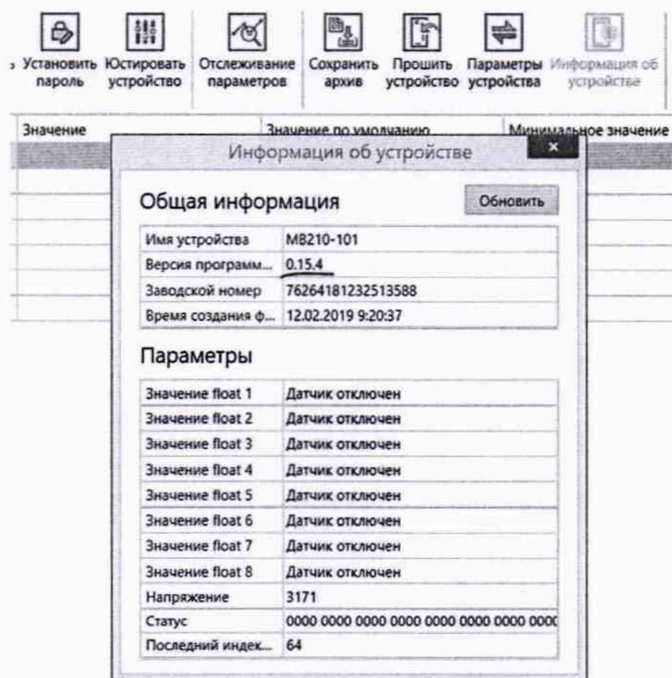 Установить пароль
Юстировать устройство
Отслеживание параметров
Сохранить архив
Прошить устройство
Параметры устройства
Информация об устройстве
Значение
Значение по умолчанию
Минимальное значение
Информация об устройстве
×
Общая информация
Обновить
Имя устройства МВ210-101
Версия программ... 0.15.4
Заводской номер 76264181232513588
Время создания ф... 12.02.2019 9:20:37
Параметры
Значение float 1 Датчик отключен
Значение float 2 Датчик отключен
Значение float 3 Датчик отключен
Значение float 4 Датчик отключен
Значение float 5 Датчик отключен
Значение float 6 Датчик отключен
Значение float 7 Датчик отключен
Значение float 8 Датчик отключен
Напряжение 3171
Статус 0000 0000 0000 0000 0000 0000 0000 000
Последний индек... 64